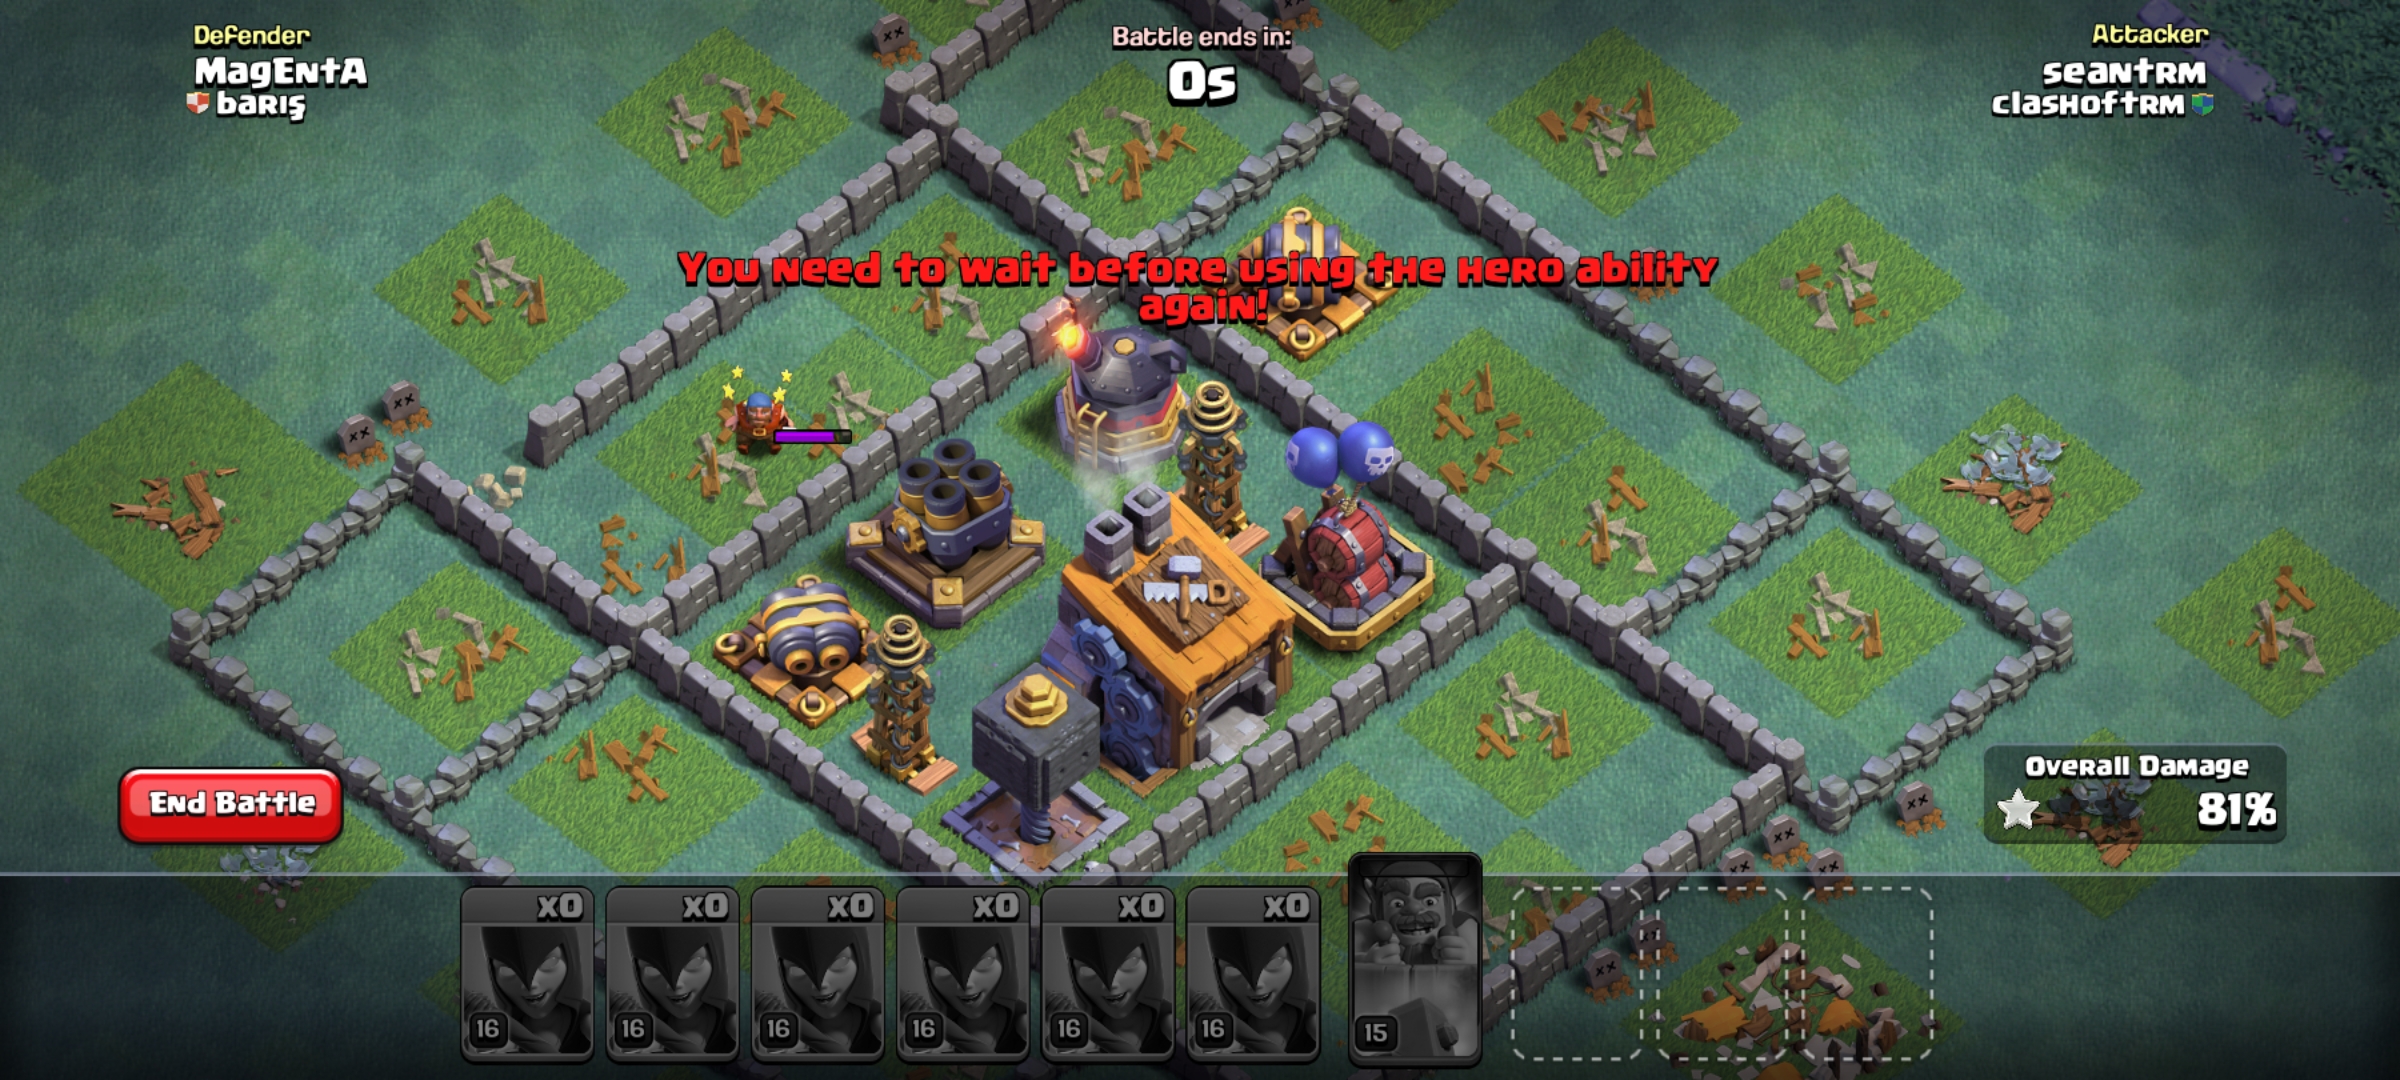 Defender
MagEntA
barış
Battle ends in:
0s
Attacker
seantRM
clashoftRM
You need to wait before using the hero ability
again!
End Battle
Overall Damage
81%
x0
x0
x0
x0
x0
x0
16
16
16
16
16
16
15